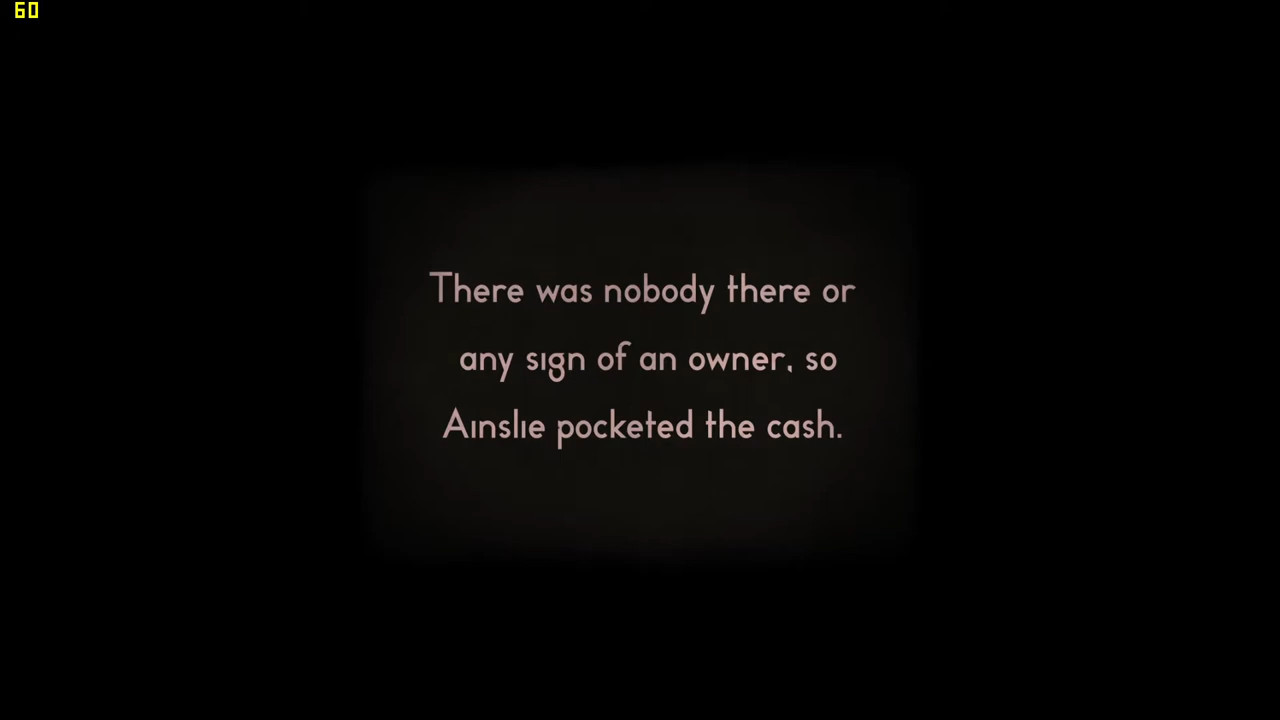 60
There was nobody there or
any sign of an owner, so
Ainslie pocketed the cash.